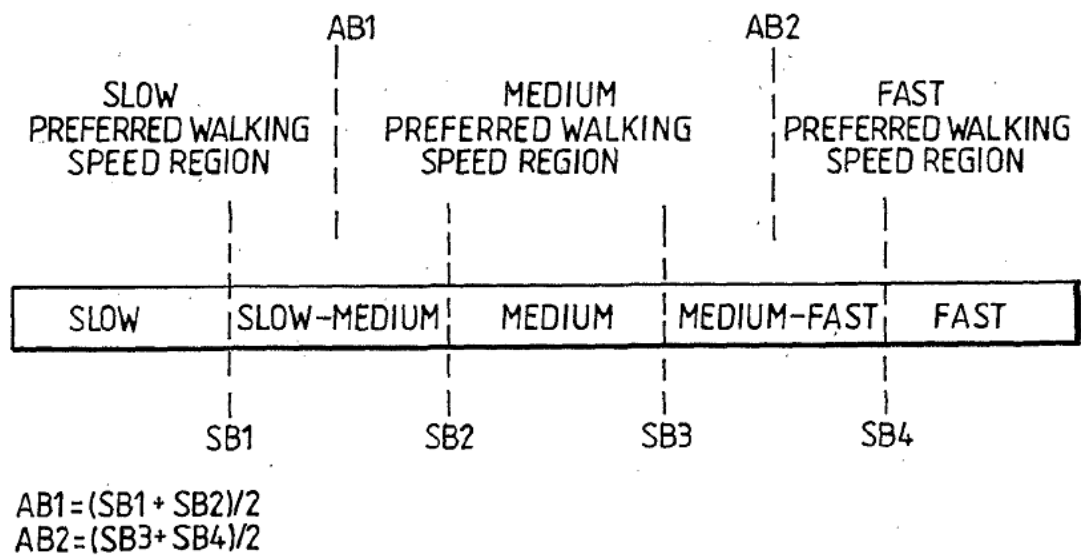 AB1
AB2
SLOW
PREFERRED WALKING
SPEED REGION
MEDIUM
PREFERRED WALKING
SPEED REGION
FAST
PREFERRED WALKING
SPEED REGION
SLOW
SLOW-MEDIUM
MEDIUM
MEDIUM-FAST
FAST
SB1
SB2
SB3
SB4
AB1=(SB1+SB2)/2
AB2=(SB3+SB4)/2